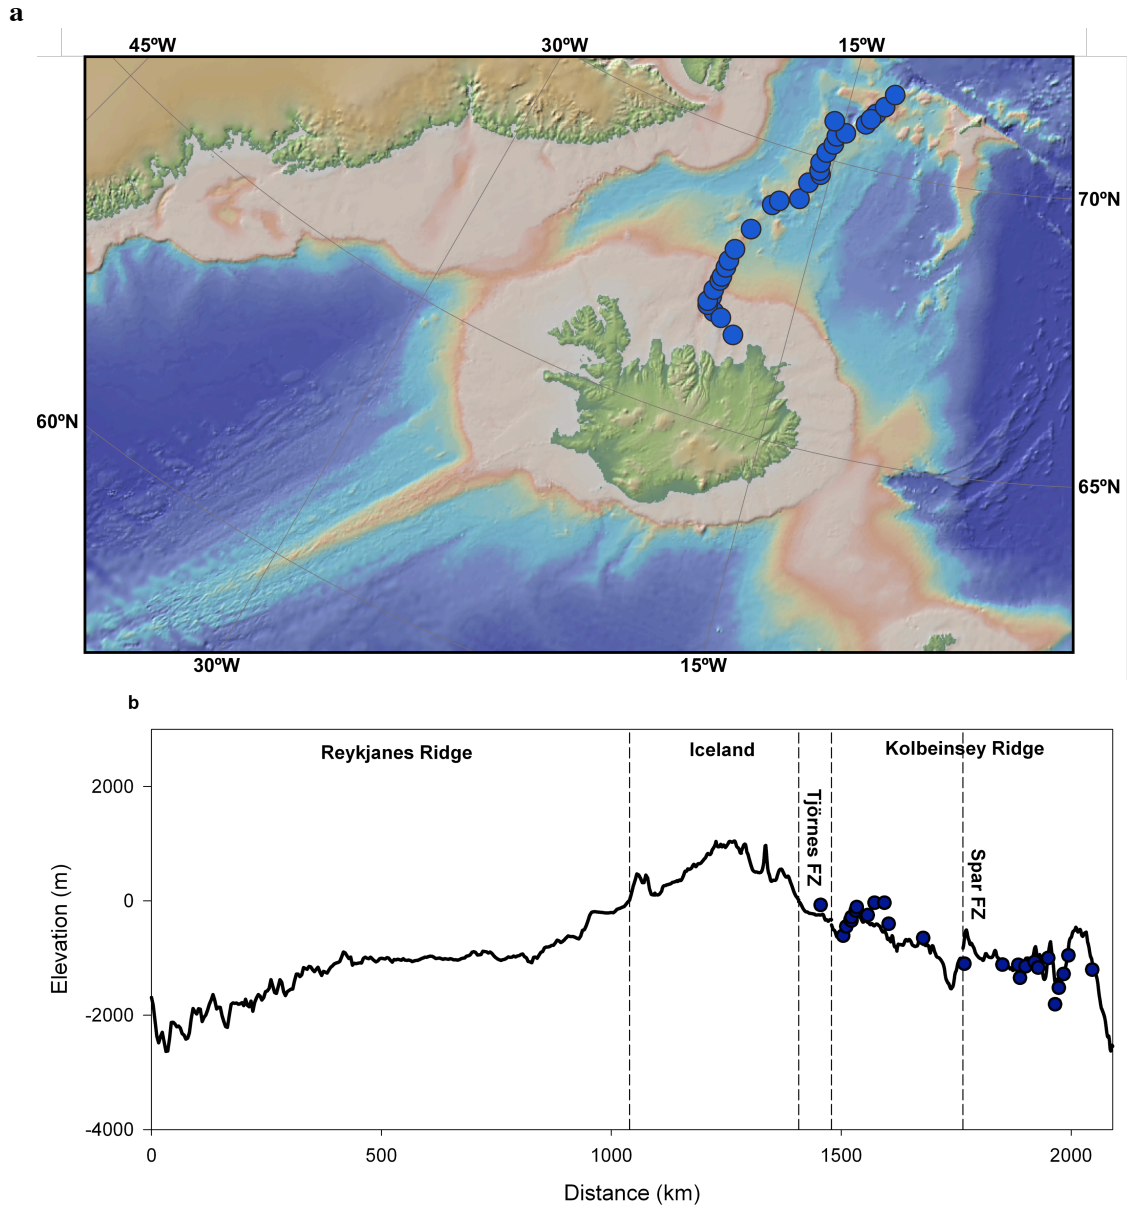 a
45ºW 30ºW 15ºW
70ºN
60ºN
65ºN
30ºW 15ºW
b
Reykjanes Ridge Iceland Kolbeinsey Ridge
Tjörnes FZ
Spar FZ
2000
0
-2000
-4000
Elevation (m)
0 500 1000 1500 2000
Distance (km)